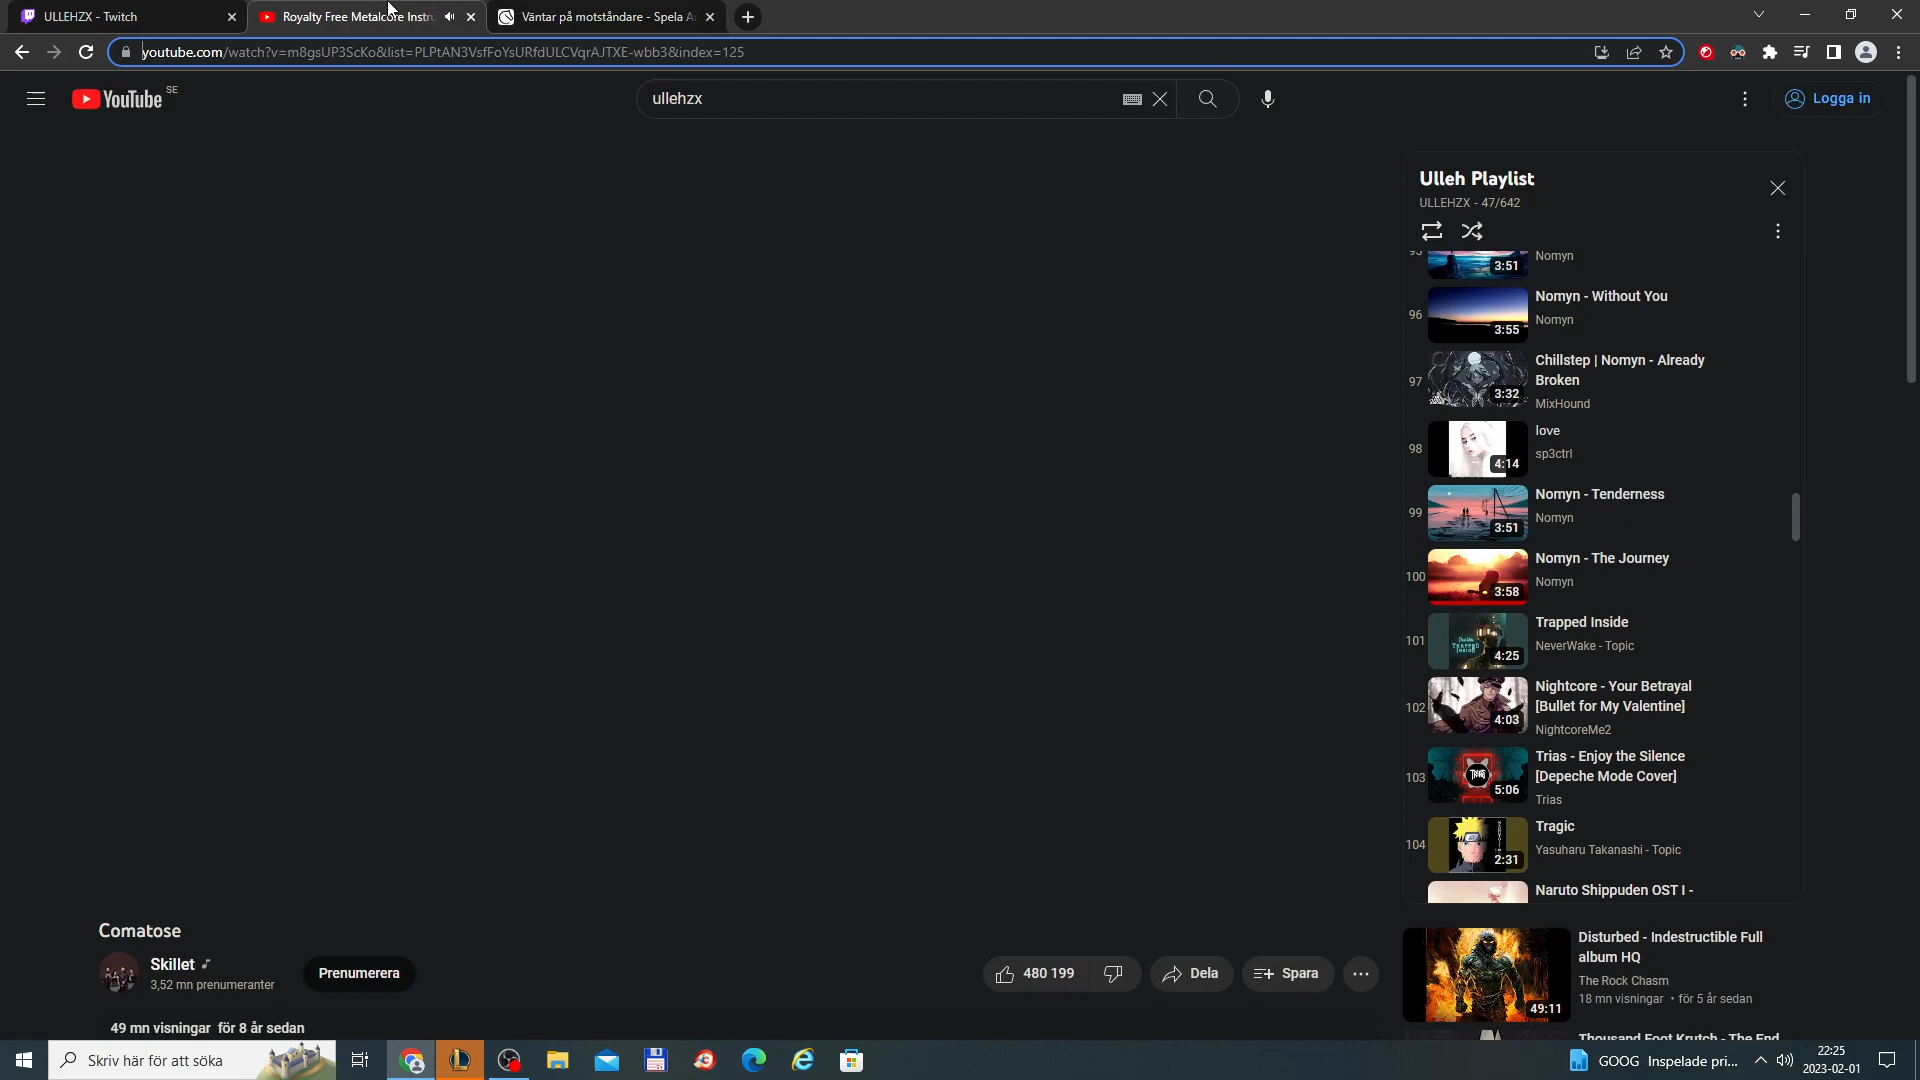 ULLEHZX - Twitch
Royalty Free Metalcore Instru
Väntar på motståndare - Spela A
youtube.com/watch?v=m8gsUP3ScKo&list=PLPtAN3VsfFoYsURfdULCVqrAJTXE-wbb3&index=125
YouTube SE
ullehzx
Logga in
Ulleh Playlist
ULLEHZX - 47/642
3:51
Nomyn
96
3:55
Nomyn - Without You
Nomyn
97
3:32
Chillstep | Nomyn - Already
Broken
MixHound
98
4:14
love
sp3ctrl
99
3:51
Nomyn - Tenderness
Nomyn
100
3:58
Nomyn - The Journey
Nomyn
101
4:25
Trapped Inside
NeverWake - Topic
102
4:03
Nightcore - Your Betrayal
[Bullet for My Valentine]
NightcoreMe2
103
5:06
Trias - Enjoy the Silence
[Depeche Mode Cover]
Trias
104
2:31
Tragic
Yasuharu Takanashi - Topic
Naruto Shippuden OST I -
Comatose
Skillet
3,52 mn prenumeranter
Prenumerera
480 199
Dela
Spara
49 mn visningar för 8 år sedan
49:11
Disturbed - Indestructible Full
album HQ
The Rock Chasm
18 mn visningar • för 5 år sedan
Thousand Foot Krutch - The End
Skriv här för att söka
GOOG Inspelade pri...
22:25
2023-02-01